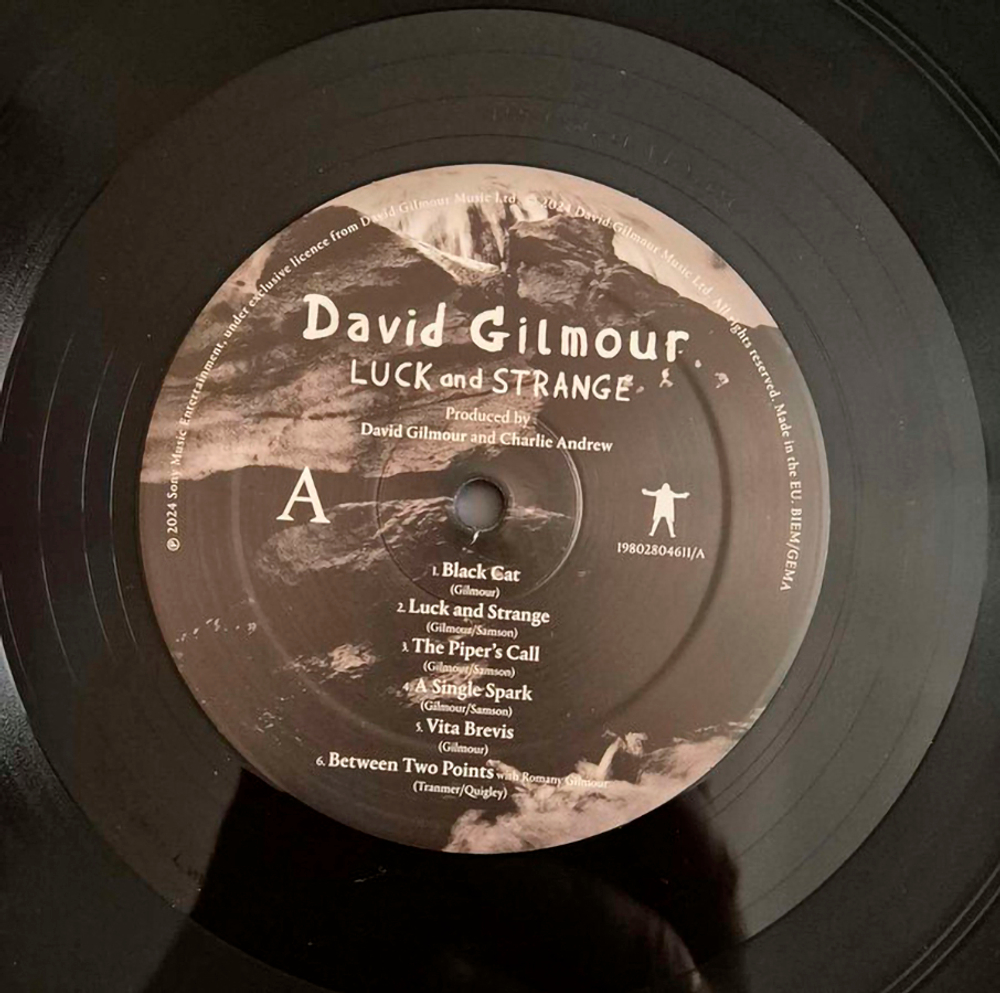 ℗ 2024 Sony Music Entertainment, under exclusive licence from David Gilmour Music Ltd. © 2024 David Gilmour Music Ltd. All rights reserved. Made in the EU. BIEM/GEMA
David Gilmour
LUCK and STRANGE
Produced by
David Gilmour and Charlie Andrew
A
19802804611/A
1. Black Cat
(Gilmour)
2. Luck and Strange
(Gilmour/Samson)
3. The Piper's Call
(Gilmour/Samson)
4. A Single Spark
(Gilmour/Samson)
5. Vita Brevis
(Gilmour)
6. Between Two Points with Romany Gilmour
(Tranmer/Quigley)